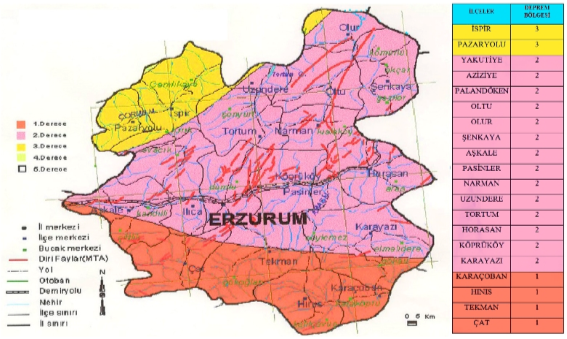 Olur
Uzundere
Oltu
Şenkaya
İspir
Pazaryolu
Tortum
Narman
1.Derece
2.Derece
3.Derece
4.Derece
5.Derece
Horasan
Köprüköy
Pasinler
Ilıca
ERZURUM
Karayazı
İl merkezi
İlçe merkezi
Bucak merkezi
Diri Faylar(MTA)
Yol
Otoban
Demiryolu
Nehir
İlçe sınırı
İl sınırı
Çat
Tekman
Karaçoban
Hınıs
N
0 6 Km
İLÇELER DEPREM BÖLGESİ
İSPİR 3
PAZARYOLU 3
YAKUTİYE 2
AZİZİYE 2
PALANDÖKEN 2
OLTU 2
OLUR 2
ŞENKAYA 2
AŞKALE 2
PASİNLER 2
NARMAN 2
UZUNDERE 2
TORTUM 2
HORASAN 2
KÖPRÜKÖY 2
KARAYAZI 2
KARAÇOBAN 1
HINIS 1
TEKMAN 1
ÇAT 1